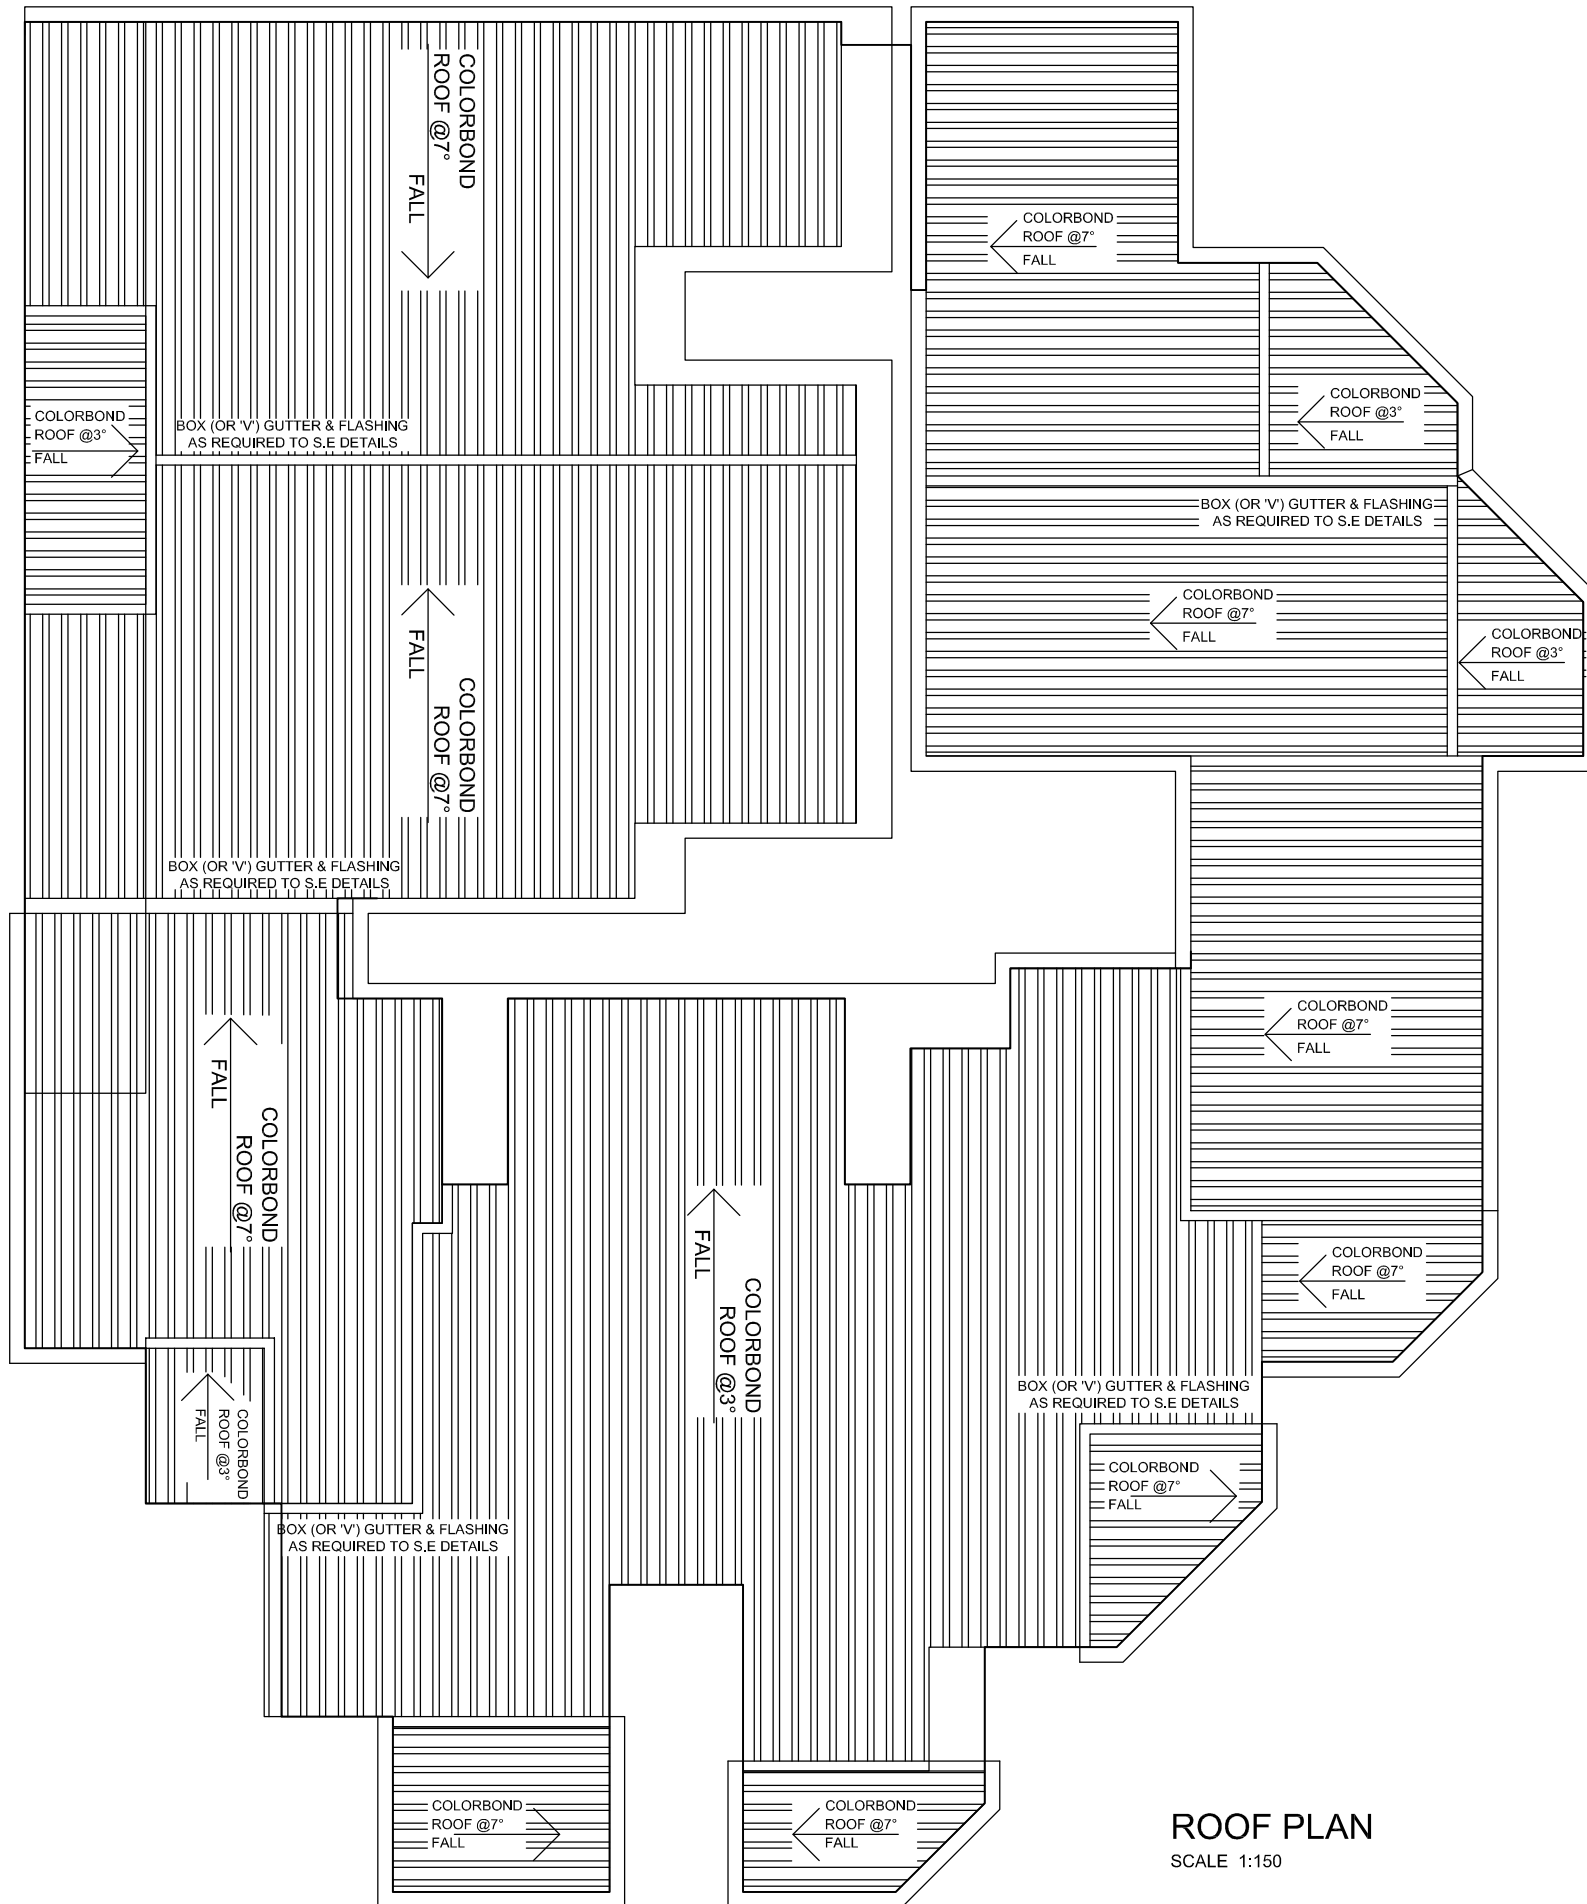 COLORBOND
ROOF @7°
FALL
COLORBOND
ROOF @7°
FALL
COLORBOND
ROOF @3°
FALL
COLORBOND
ROOF @3°
FALL
BOX (OR 'V') GUTTER & FLASHING
AS REQUIRED TO S.E DETAILS
BOX (OR 'V') GUTTER & FLASHING
AS REQUIRED TO S.E DETAILS
COLORBOND
ROOF @7°
FALL
COLORBOND
ROOF @7°
FALL
COLORBOND
ROOF @3°
FALL
BOX (OR 'V') GUTTER & FLASHING
AS REQUIRED TO S.E DETAILS
COLORBOND
ROOF @7°
FALL
COLORBOND
ROOF @7°
FALL
COLORBOND
ROOF @3°
FALL
COLORBOND
ROOF @7°
FALL
BOX (OR 'V') GUTTER & FLASHING
AS REQUIRED TO S.E DETAILS
COLORBOND
ROOF @3°
FALL
COLORBOND
ROOF @7°
FALL
BOX (OR 'V') GUTTER & FLASHING
AS REQUIRED TO S.E DETAILS
COLORBOND
ROOF @7°
FALL
COLORBOND
ROOF @7°
FALL
ROOF PLAN
SCALE 1:150